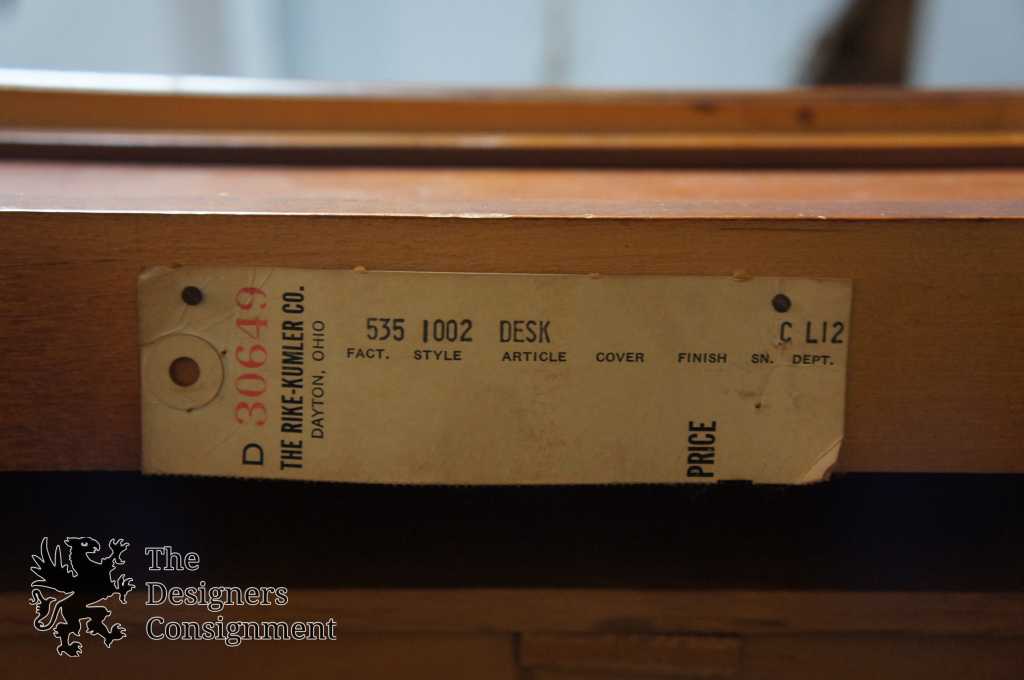 D 30649
THE RIKE-KUMLER CO.
DAYTON, OHIO
535 1002 DESK C L12
FACT. STYLE ARTICLE COVER FINISH SN. DEPT.
PRICE
The
Designers
Consignment